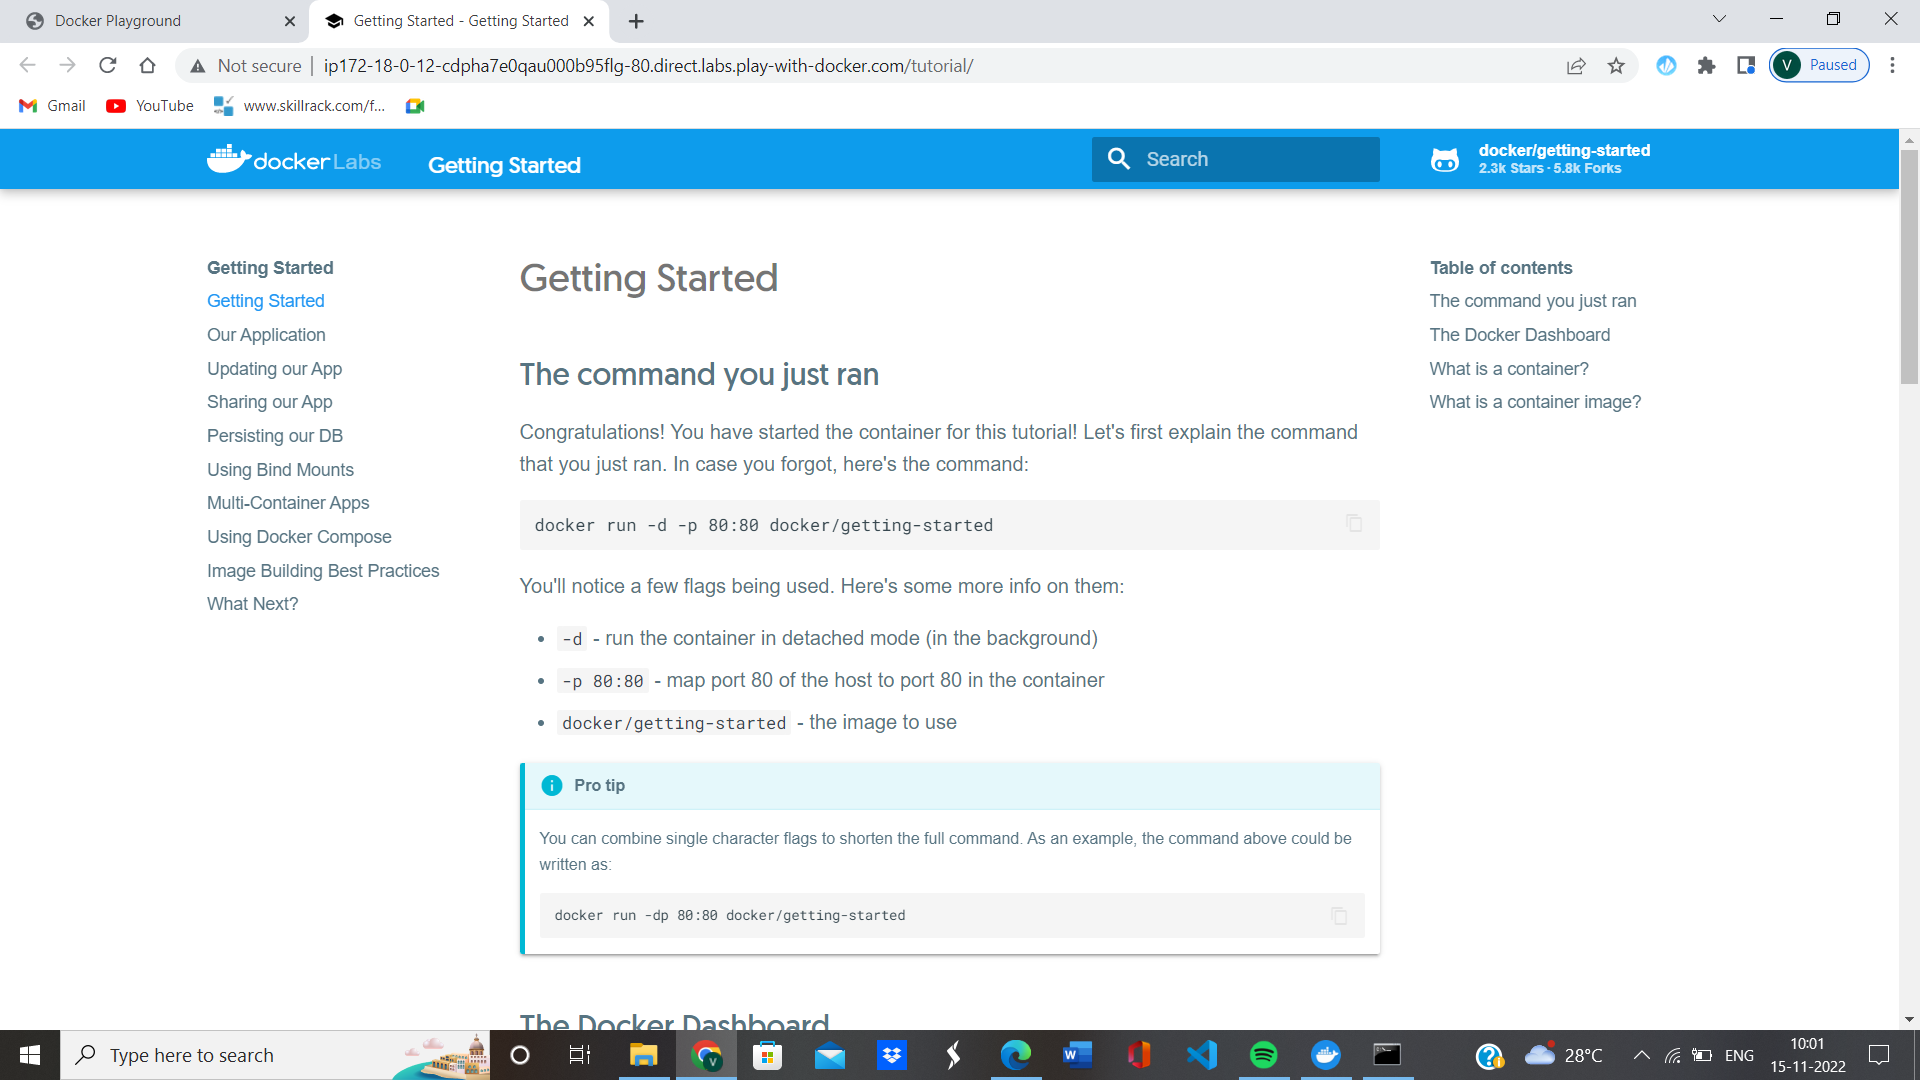 Docker Playground
Getting Started - Getting Started
Not secure | ip172-18-0-12-cdpha7e0qau000b95flg-80.direct.labs.play-with-docker.com/tutorial/
V Paused
Gmail
YouTube
www.skillrack.com/f...
docker Labs
Getting Started
Search
docker/getting-started
2.3k Stars · 5.8k Forks
Getting Started
Getting Started
Our Application
Updating our App
Sharing our App
Persisting our DB
Using Bind Mounts
Multi-Container Apps
Using Docker Compose
Image Building Best Practices
What Next?
Getting Started
The command you just ran
Congratulations! You have started the container for this tutorial! Let's first explain the command
that you just ran. In case you forgot, here's the command:
docker run -d -p 80:80 docker/getting-started
You'll notice a few flags being used. Here's some more info on them:
• -d - run the container in detached mode (in the background)
• -p 80:80 - map port 80 of the host to port 80 in the container
• docker/getting-started - the image to use
Pro tip
You can combine single character flags to shorten the full command. As an example, the command above could be
written as:
docker run -dp 80:80 docker/getting-started
The Docker Dashboard
Table of contents
The command you just ran
The Docker Dashboard
What is a container?
What is a container image?
Type here to search
28°C
ENG
10:01
15-11-2022